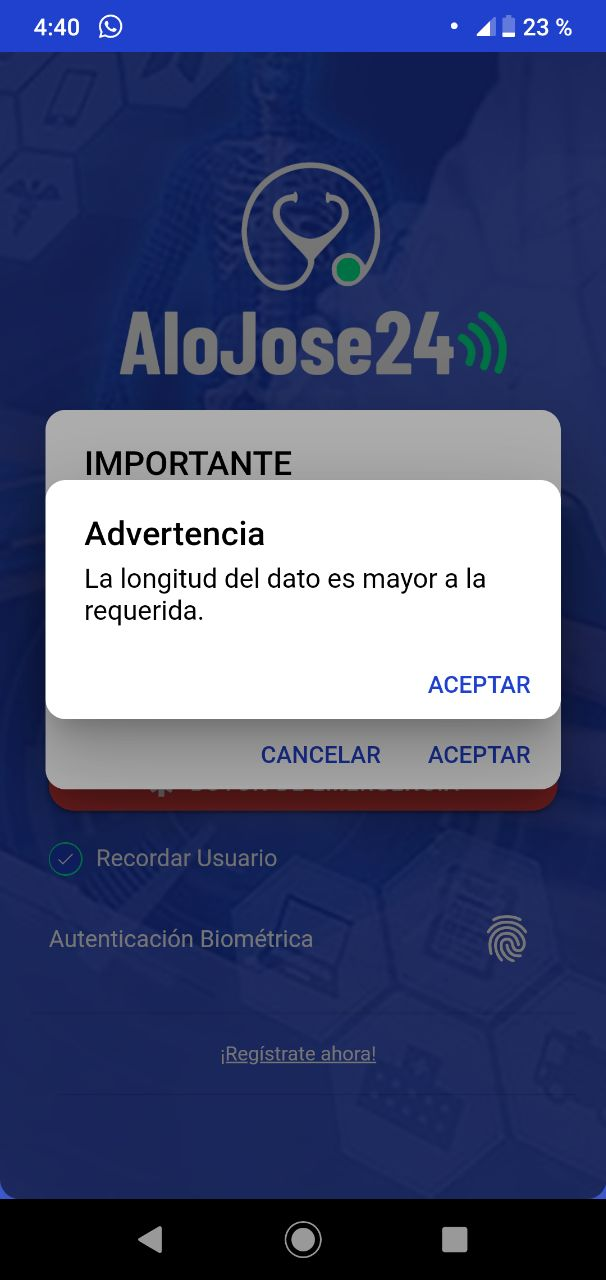 4:40
23 %
AloJose24
IMPORTANTE
Advertencia
La longitud del dato es mayor a la
requerida.
ACEPTAR
CANCELAR ACEPTAR
Recordar Usuario
Autenticación Biométrica
¡Regístrate ahora!